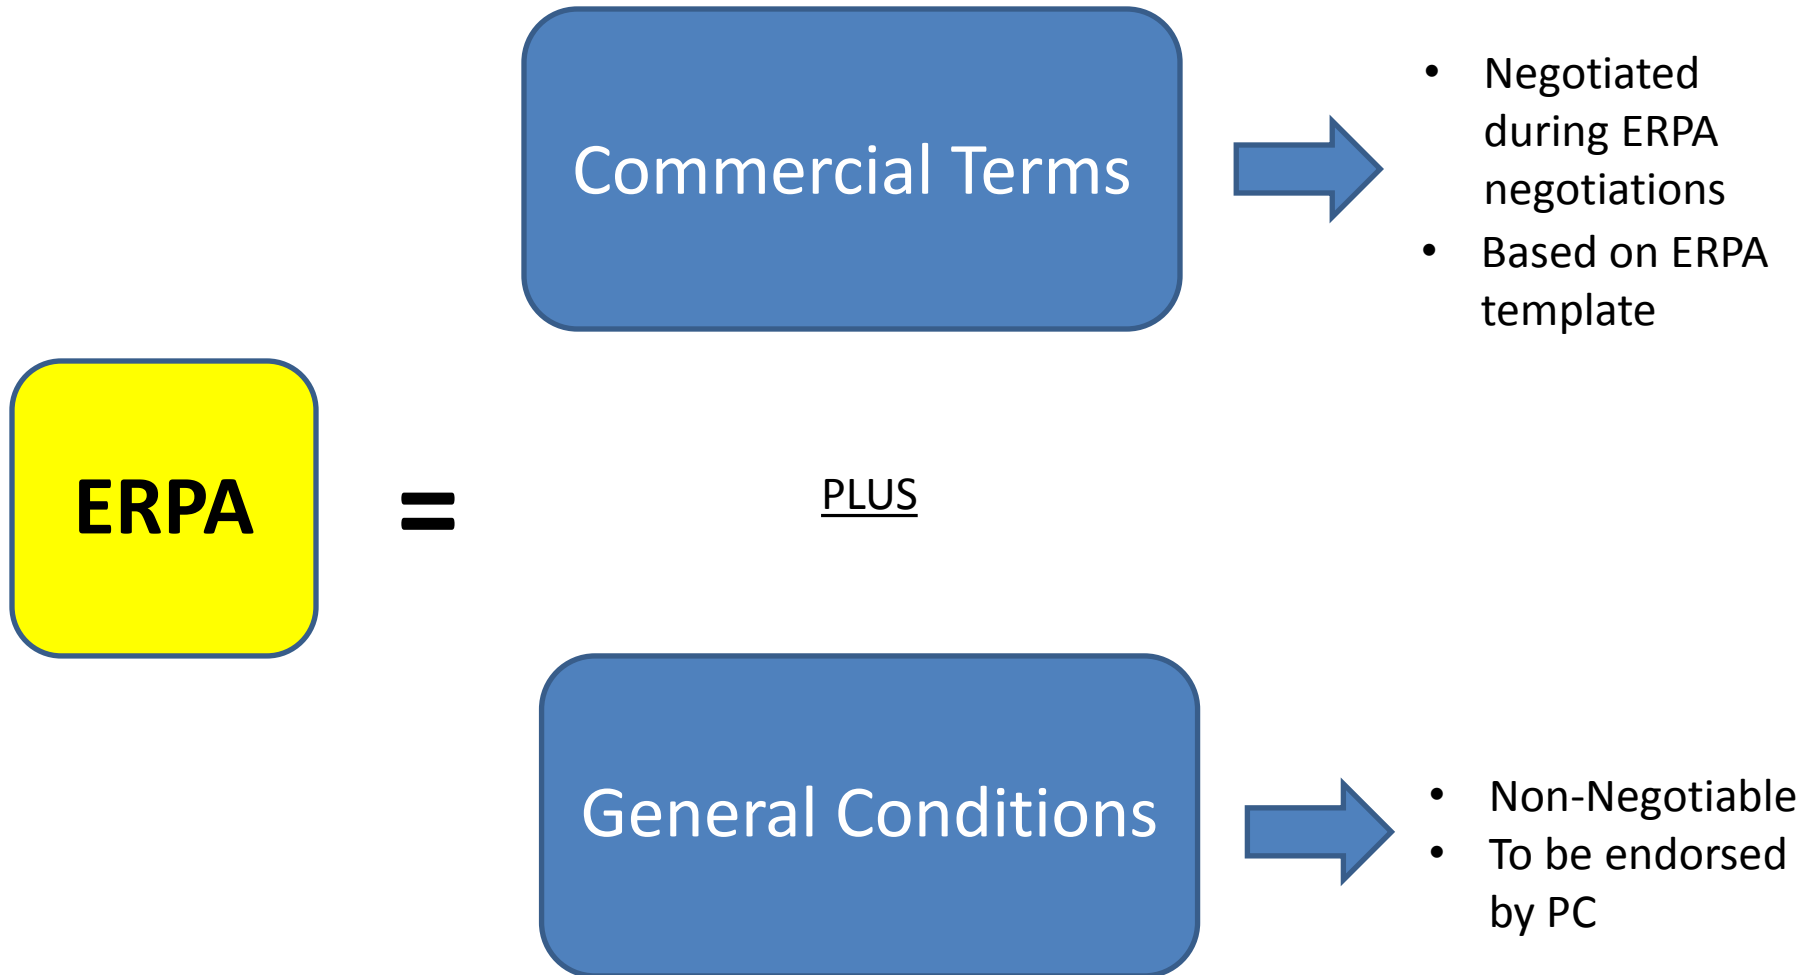 Commercial Terms
• Negotiated
during ERPA
negotiations
• Based on ERPA
template
ERPA
=
PLUS
General Conditions
• Non-Negotiable
• To be endorsed
by PC